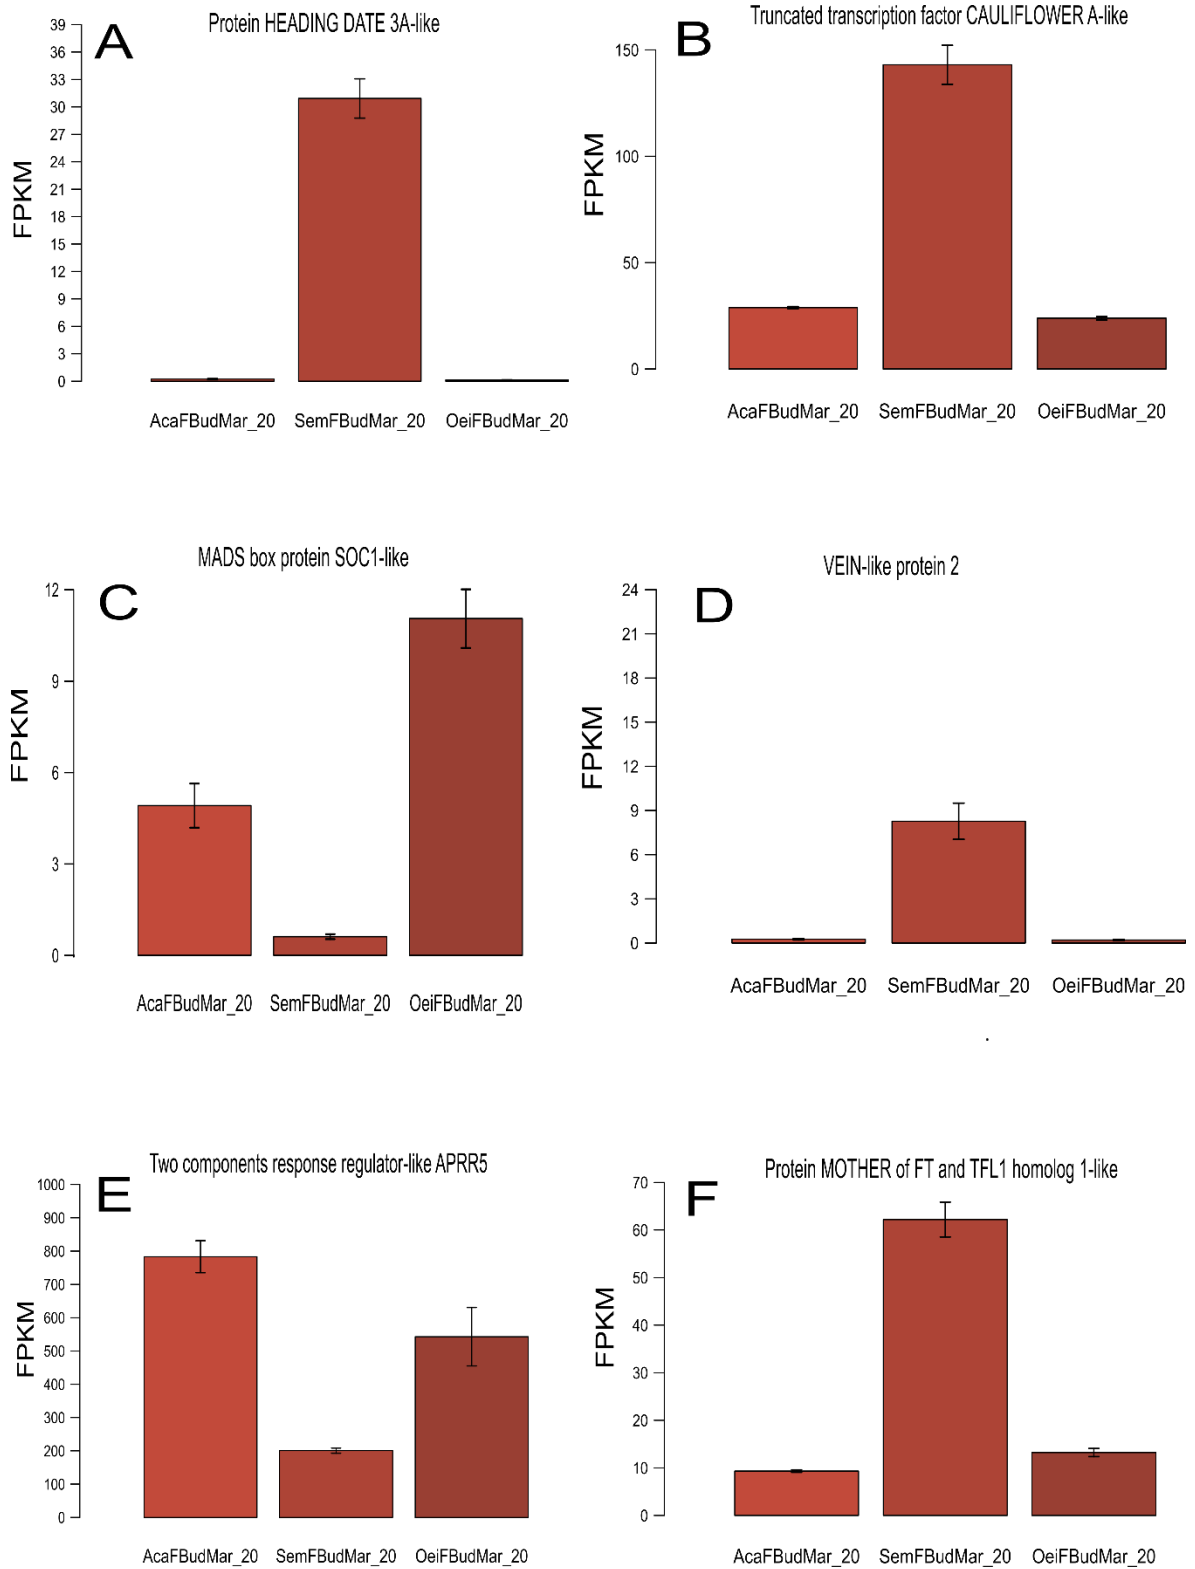 A
Protein HEADING DATE 3A-like
39
36
33
30
27
24
21
18
15
12
9
6
3
0
FPKM
AcaFBudMar_20 SemFBudMar_20 OeiFBudMar_20
B
Truncated transcription factor CAULIFLOWER A-like
150
100
50
0
FPKM
AcaFBudMar_20 SemFBudMar_20 OeiFBudMar_20
C
MADS box protein SOC1-like
12
9
6
3
0
FPKM
AcaFBudMar_20 SemFBudMar_20 OeiFBudMar_20
D
VEIN-like protein 2
24
21
18
15
12
9
6
3
0
FPKM
AcaFBudMar_20 SemFBudMar_20 OeiFBudMar_20
E
Two components response regulator-like APRR5
1000
900
800
700
600
500
400
300
200
100
0
FPKM
AcaFBudMar_20 SemFBudMar_20 OeiFBudMar_20
F
Protein MOTHER of FT and TFL1 homolog 1-like
70
60
50
40
30
20
10
0
FPKM
AcaFBudMar_20 SemFBudMar_20 OeiFBudMar_20